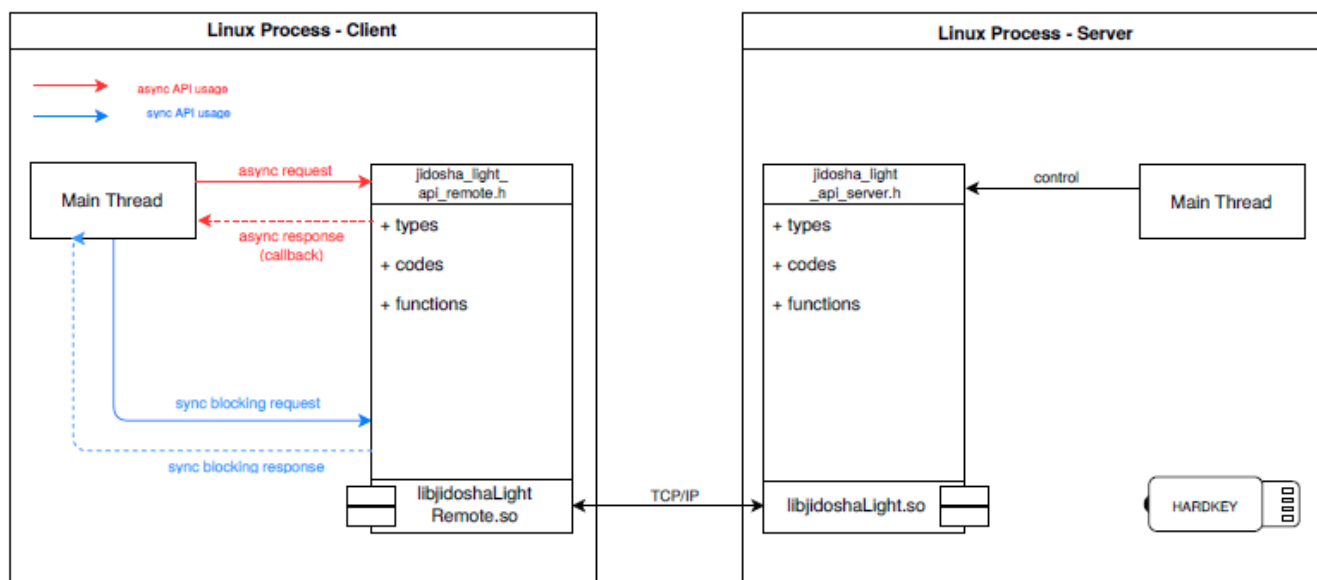 Linux Process - Client
async API usage
sync API usage
Main Thread
async request
async response
(callback)
sync blocking request
sync blocking response
jidosha_light_
api_remote.h
+ types
+ codes
+ functions
libjidoshaLight
Remote.so
TCP/IP
Linux Process - Server
jidosha_light
_api_server.h
+ types
+ codes
+ functions
libjidoshaLight.so
control
Main Thread
HARDKEY